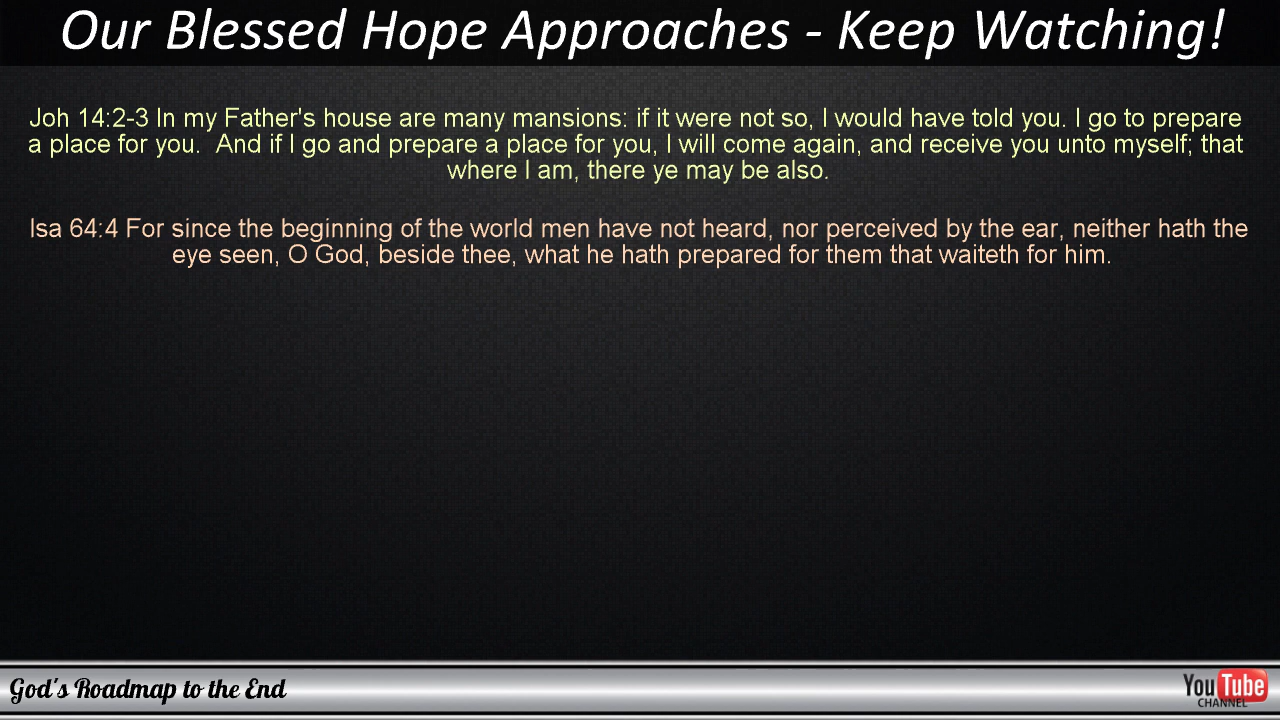 Our Blessed Hope Approaches - Keep Watching!
Joh 14:2-3 In my Father's house are many mansions: if it were not so, I would have told you. I go to prepare
a place for you.  And if I go and prepare a place for you, I will come again, and receive you unto myself; that
where I am, there ye may be also.
Isa 64:4 For since the beginning of the world men have not heard, nor perceived by the ear, neither hath the
eye seen, O God, beside thee, what he hath prepared for them that waiteth for him.
God's Roadmap to the End
YouTube
CHANNEL